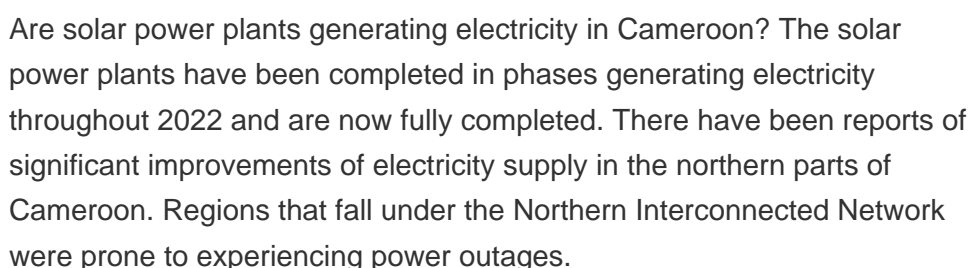 Are solar power plants generating electricity in Cameroon? The solar
power plants have been completed in phases generating electricity
throughout 2022 and are now fully completed. There have been reports of
significant improvements of electricity supply in the northern parts of
Cameroon. Regions that fall under the Northern Interconnected Network
were prone to experiencing power outages.